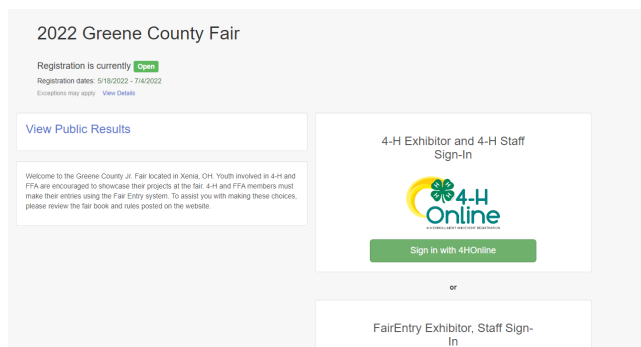 2022 Greene County Fair
Registration is currently Open
Registration dates: 5/18/2022 - 7/4/2022
Exceptions may apply View Details
View Public Results
Welcome to the Greene County Jr. Fair located in Xenia, OH. Youth involved in 4-H and
FFA are encouraged to showcase their projects at the fair. 4-H and FFA members must
make their entries using the Fair Entry system. To assist you with making these choices,
please review the fair book and rules posted on the website.
4-H Exhibitor and 4-H Staff
Sign-In
4-H
Online
4-H ENROLLMENT AND EVENT REGISTRATION
Sign in with 4HOnline
or
FairEntry Exhibitor, Staff Sign-
In